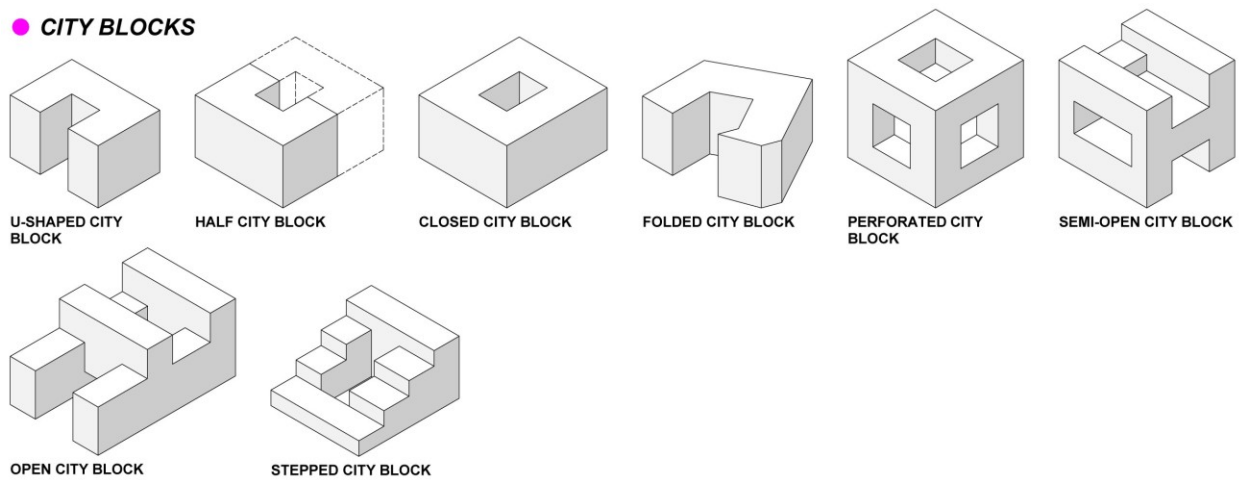 CITY BLOCKS
U-SHAPED CITY
BLOCK
HALF CITY BLOCK
CLOSED CITY BLOCK
FOLDED CITY BLOCK
PERFORATED CITY
BLOCK
SEMI-OPEN CITY BLOCK
OPEN CITY BLOCK
STEPPED CITY BLOCK